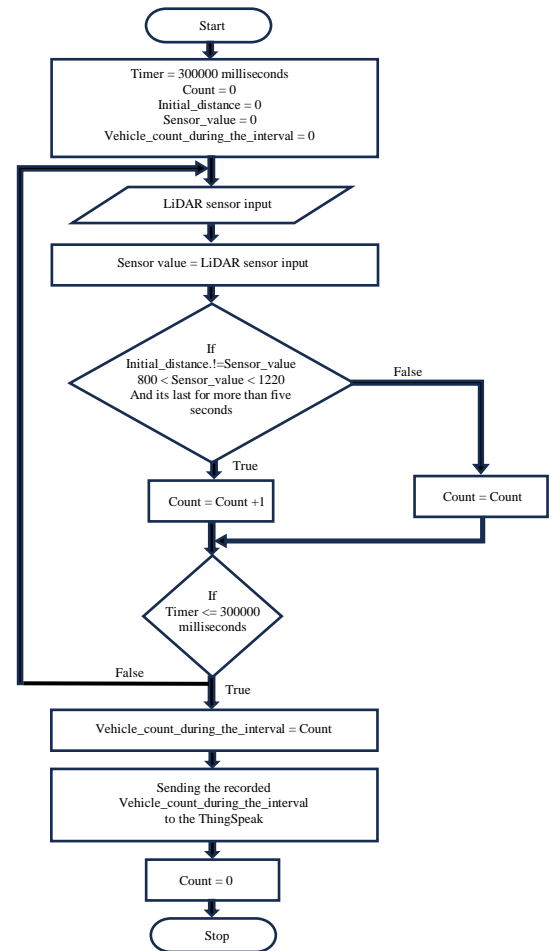 Start
Timer = 300000 milliseconds
Count = 0
Initial_distance = 0
Sensor_value = 0
Vehicle_count_during_the_interval = 0
LiDAR sensor input
Sensor value = LiDAR sensor input
If
Initial_distance.!=Sensor_value
800 < Sensor_value < 1220
And its last for more than five
seconds
False
True
Count = Count +1
Count = Count
If
Timer <= 300000
milliseconds
False
True
Vehicle_count_during_the_interval = Count
Sending the recorded
Vehicle_count_during_the_interval
to the ThingSpeak
Count = 0
Stop